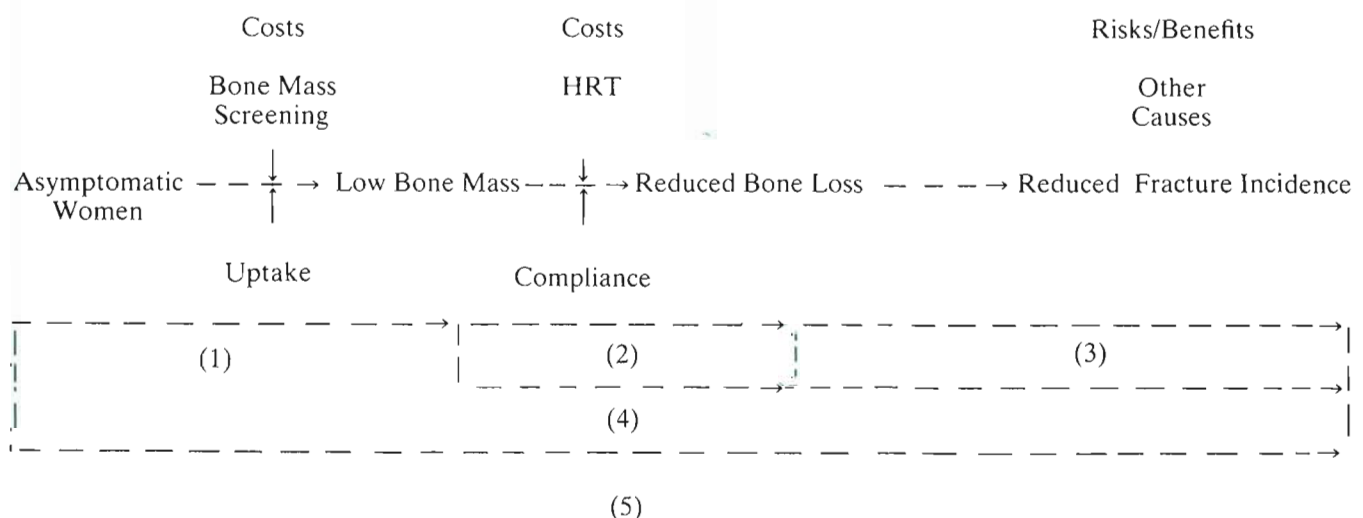 Costs Costs Risks/Benefits
Bone Mass HRT Other
Screening Causes
Asymptomatic Low Bone Mass Reduced Bone Loss Reduced Fracture Incidence
Women
Uptake Compliance
(1) (2) (3)
(4)
(5)